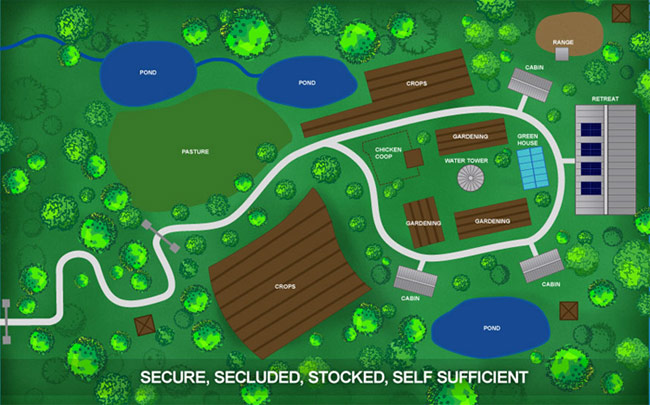 RANGE
CABIN
POND
POND
CROPS
RETREAT
GARDENING
GREEN
HOUSE
CHICKEN
COOP
PASTURE
WATER TOWER
GARDENING
GARDENING
CROPS
CABIN
CABIN
POND
SECURE, SECLUDED, STOCKED, SELF SUFFICIENT